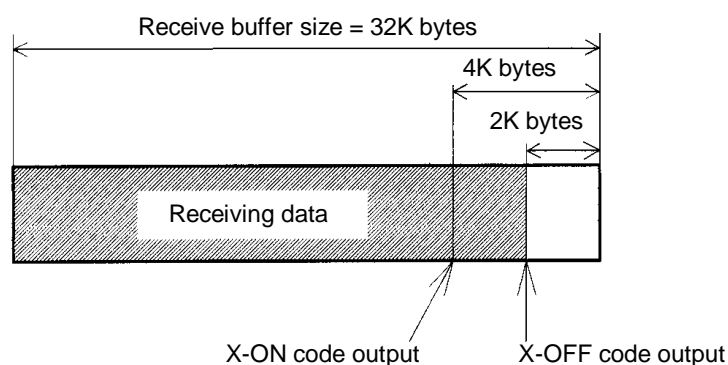 Receive buffer size = 32K bytes
4K bytes
2K bytes
Receiving data
X-ON code output
X-OFF code output